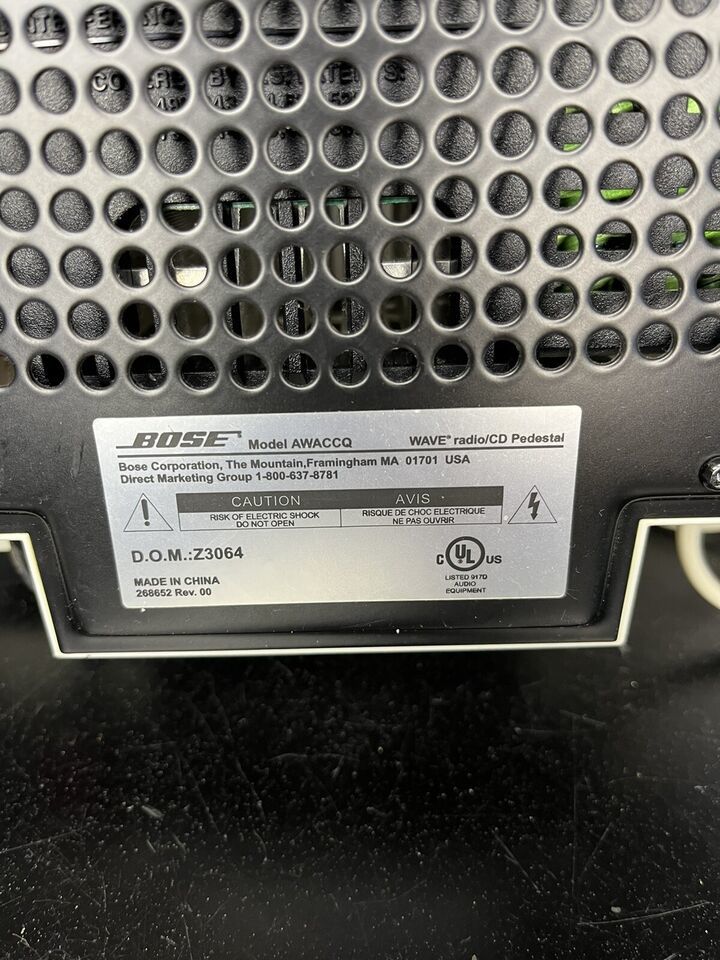 BOSE Model AWACCQ WAVE® radio/CD Pedestal
Bose Corporation, The Mountain,Framingham MA 01701 USA
Direct Marketing Group 1-800-637-8781
CAUTION AVIS
RISK OF ELECTRIC SHOCK
DO NOT OPEN
RISQUE DE CHOC ELECTRIQUE
NE PAS OUVRIR
D.O.M.:Z3064
C UL US
LISTED 917D
AUDIO
EQUIPMENT
MADE IN CHINA
268652 Rev. 00